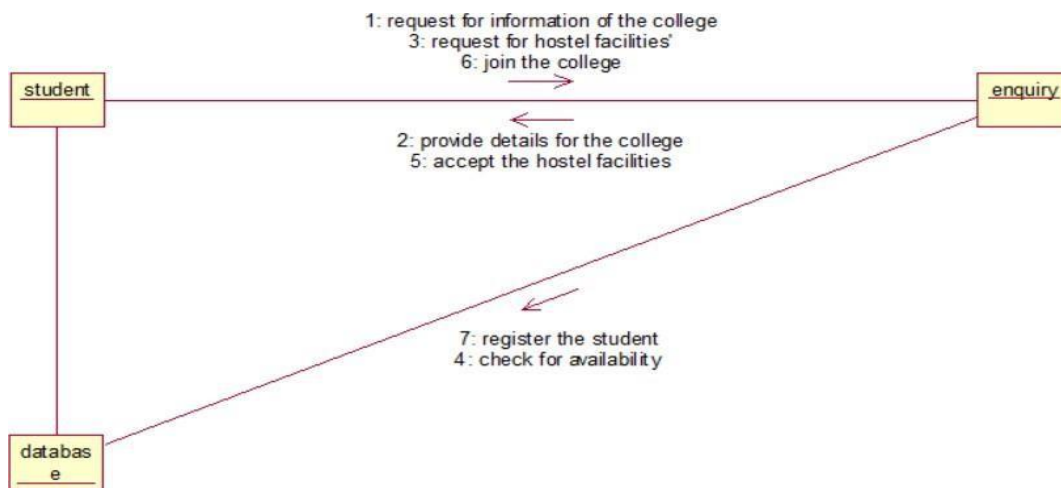 1: request for information of the college
3: request for hostel facilities'
6: join the college
student
enquiry
2: provide details for the college
5: accept the hostel facilities
7: register the student
4: check for availability
databas
e